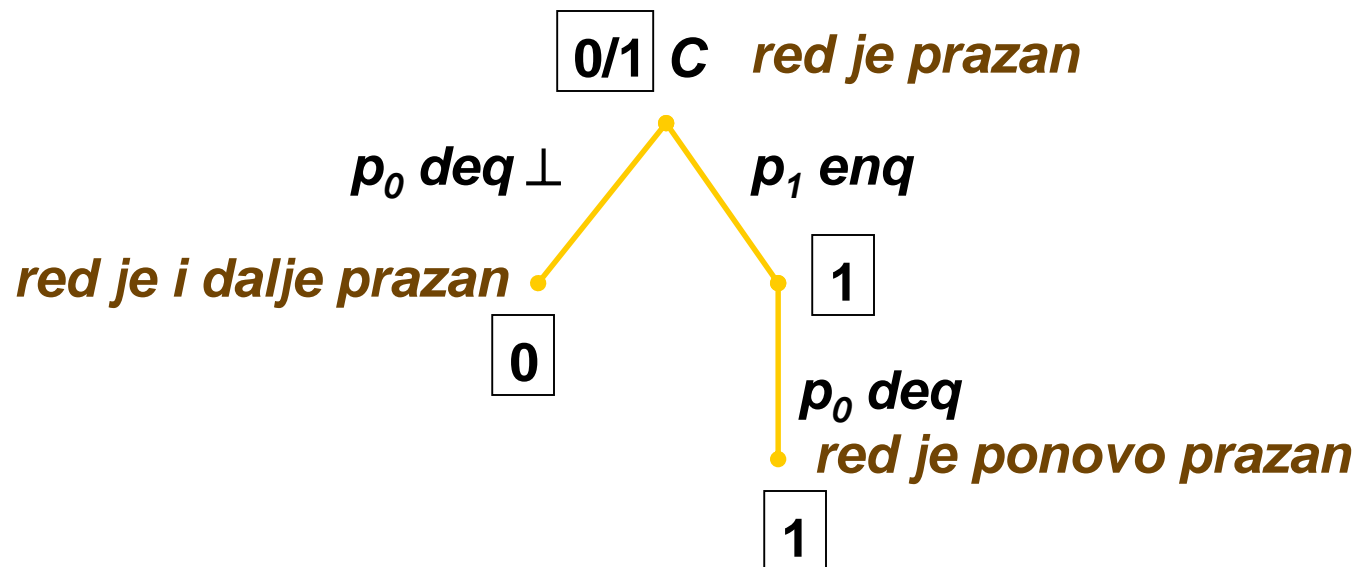 0/1 C red je prazan
p₀ deq ⊥ p₁ enq
red je i dalje prazan 1
0
p₀ deq
red je ponovo prazan
1